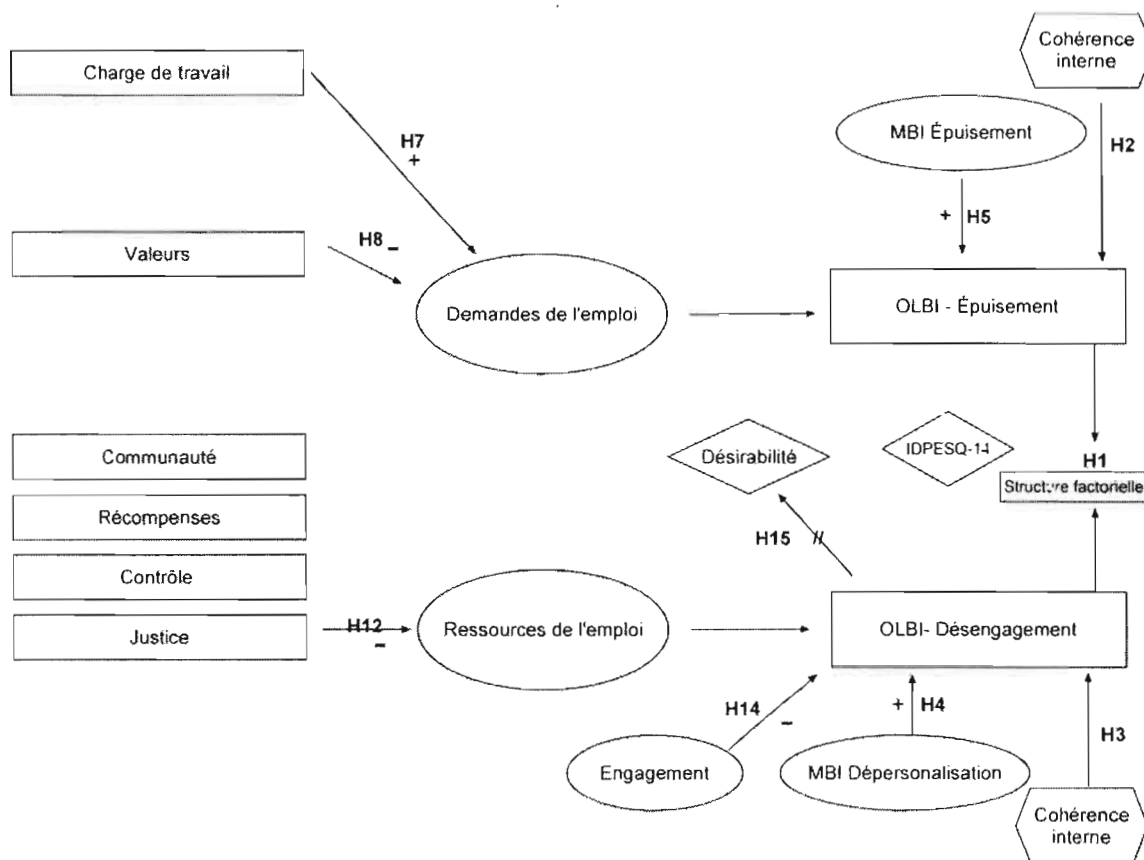 Charge de travail
Cohérence
interne
MBI Épuisement
H7
+
H2
+ H5
Valeurs
H8 –
Demandes de l'emploi
OLBI - Épuisement
Communauté
Désirabilité
IDPESQ-14
H1
Structure factorielle
Récompenses
H15 //
Contrôle
Justice
H12
–
Ressources de l'emploi
OLBI- Désengagement
H14 –
+ H4
H3
Engagement
MBI Dépersonalisation
Cohérence
interne